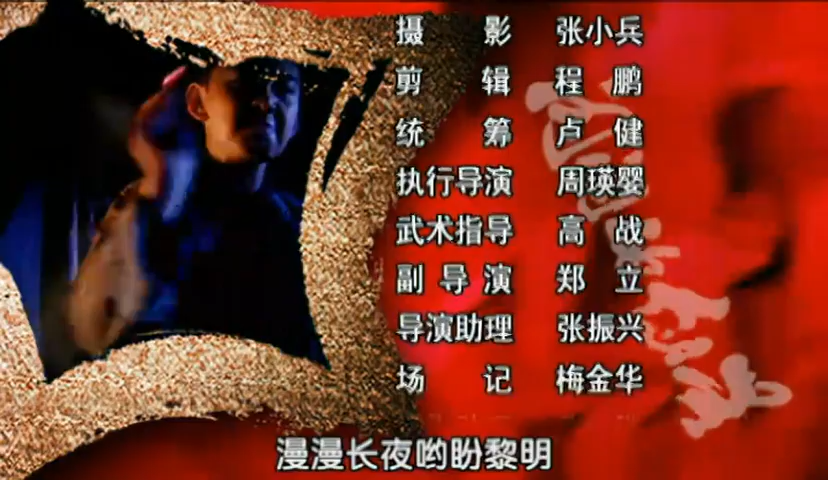 摄 影 张小兵
剪 辑 程 鹏
统 筹 卢 健
执行导演 周瑛婴
武术指导 高 战
副导演 郑 立
导演助理 张振兴
场 记 梅金华
漫漫长夜哟盼黎明